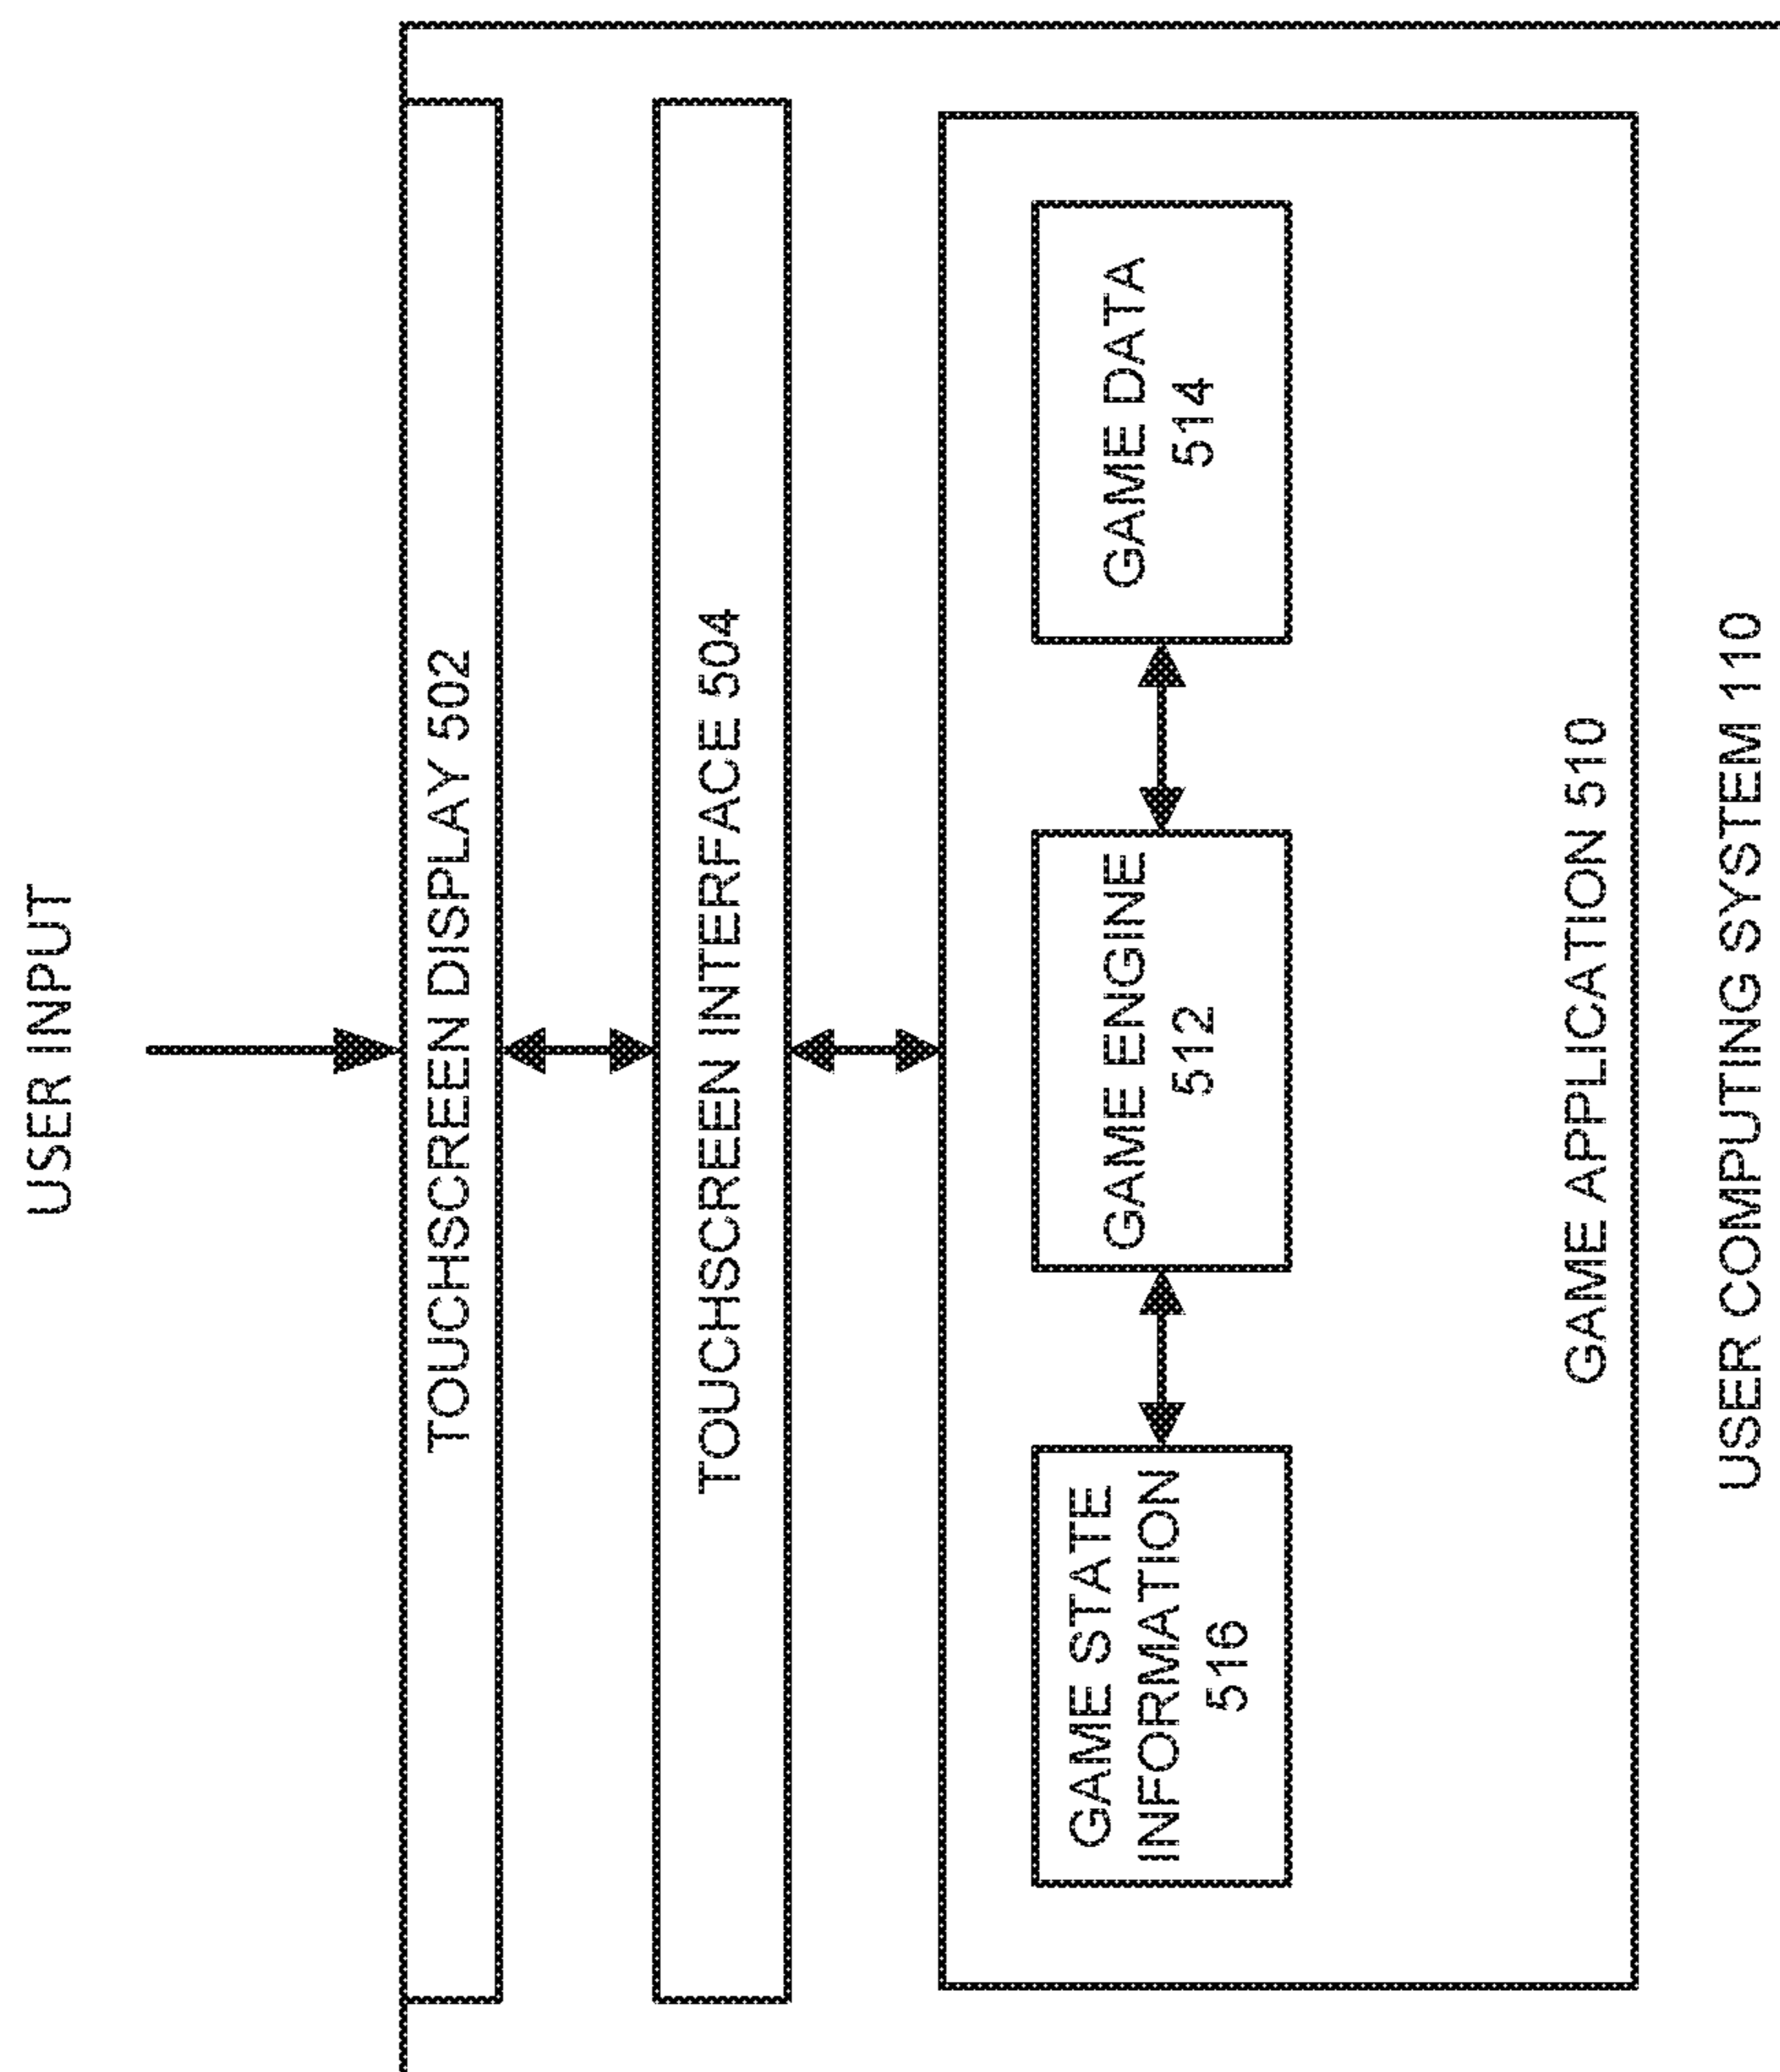 USER INPUT
TOUCHSCREEN DISPLAY 502
TOUCHSCREEN INTERFACE 504
GAME STATE
INFORMATION
516
GAME ENGINE
512
GAME DATA
514
GAME APPLICATION 510
USER COMPUTING SYSTEM 110